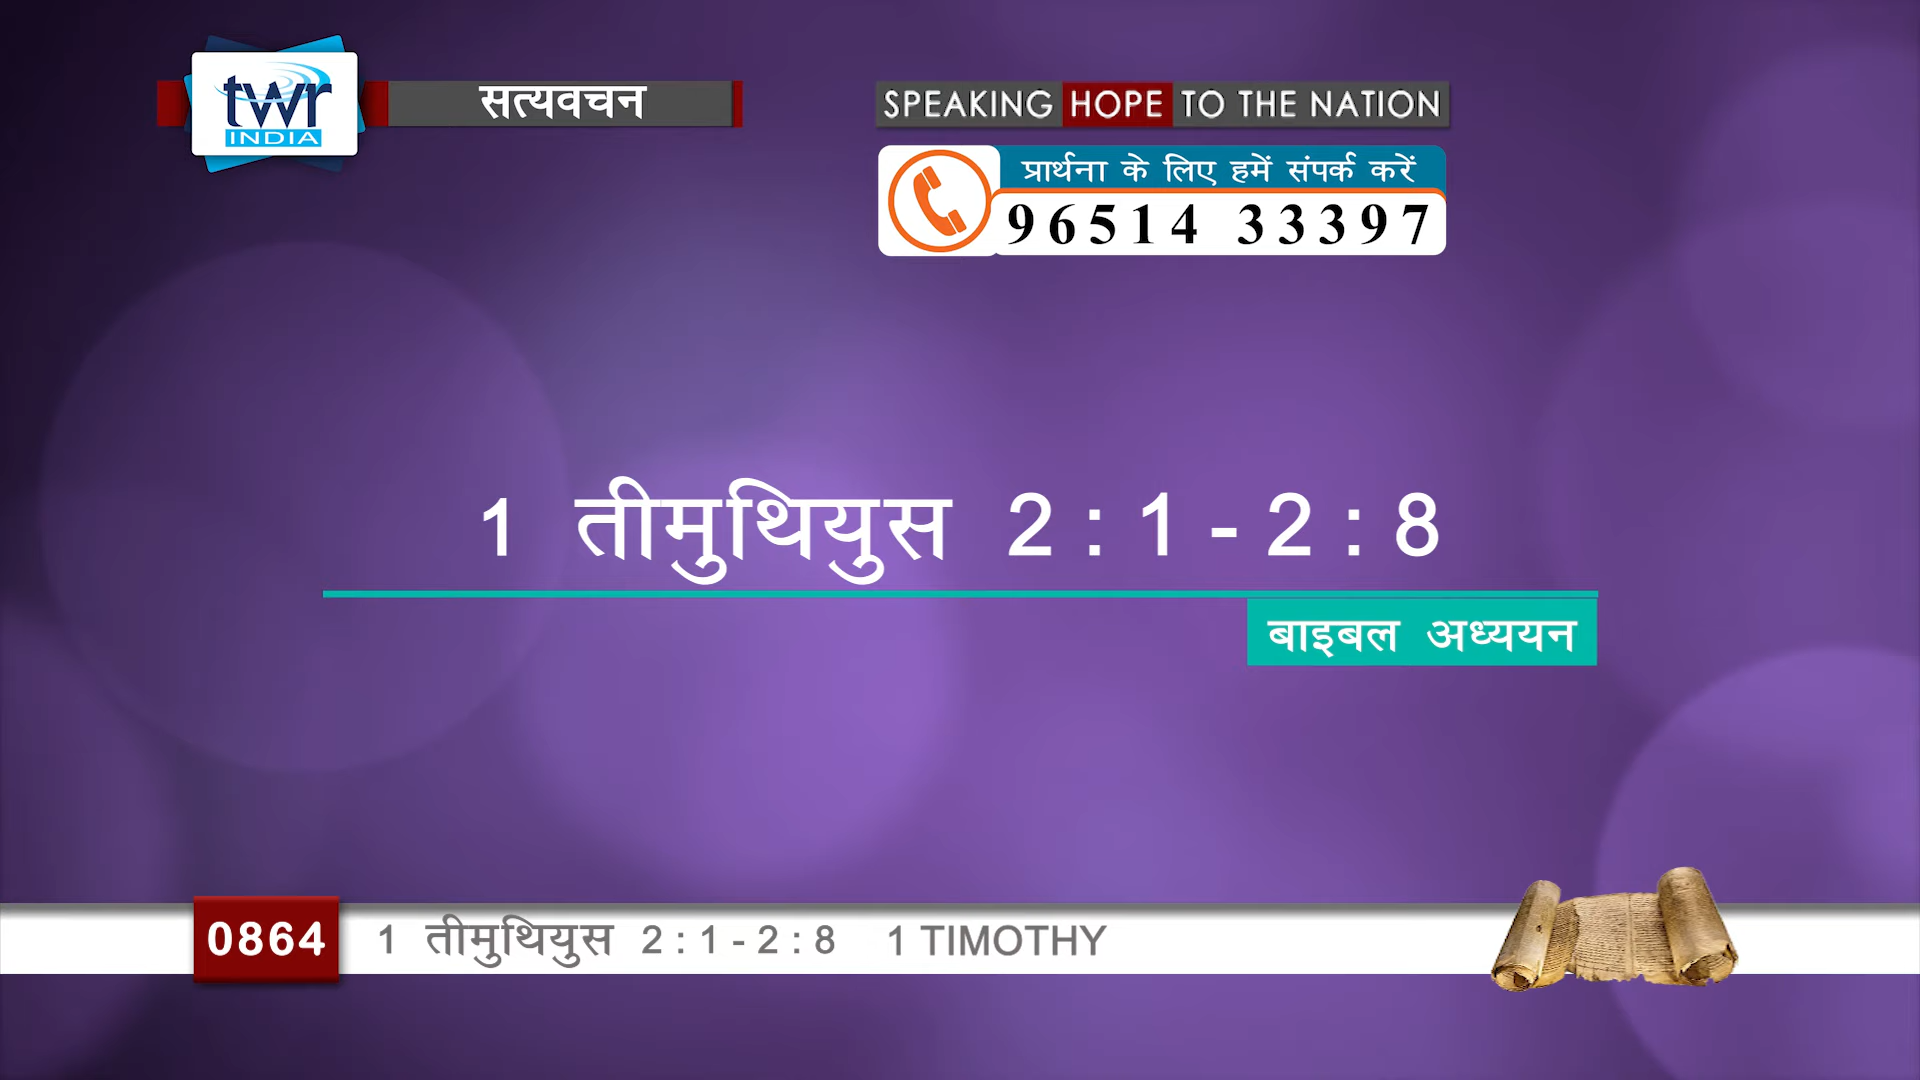 twr
INDIA
सत्यवचन
SPEAKING HOPE TO THE NATION
प्रार्थना के लिए हमें संपर्क करें
96514 33397
1 तीमुथियुस 2:1-2:8
बाइबल अध्ययन
0864
1 तीमुथियुस 2:1-2:8 1 TIMOTHY